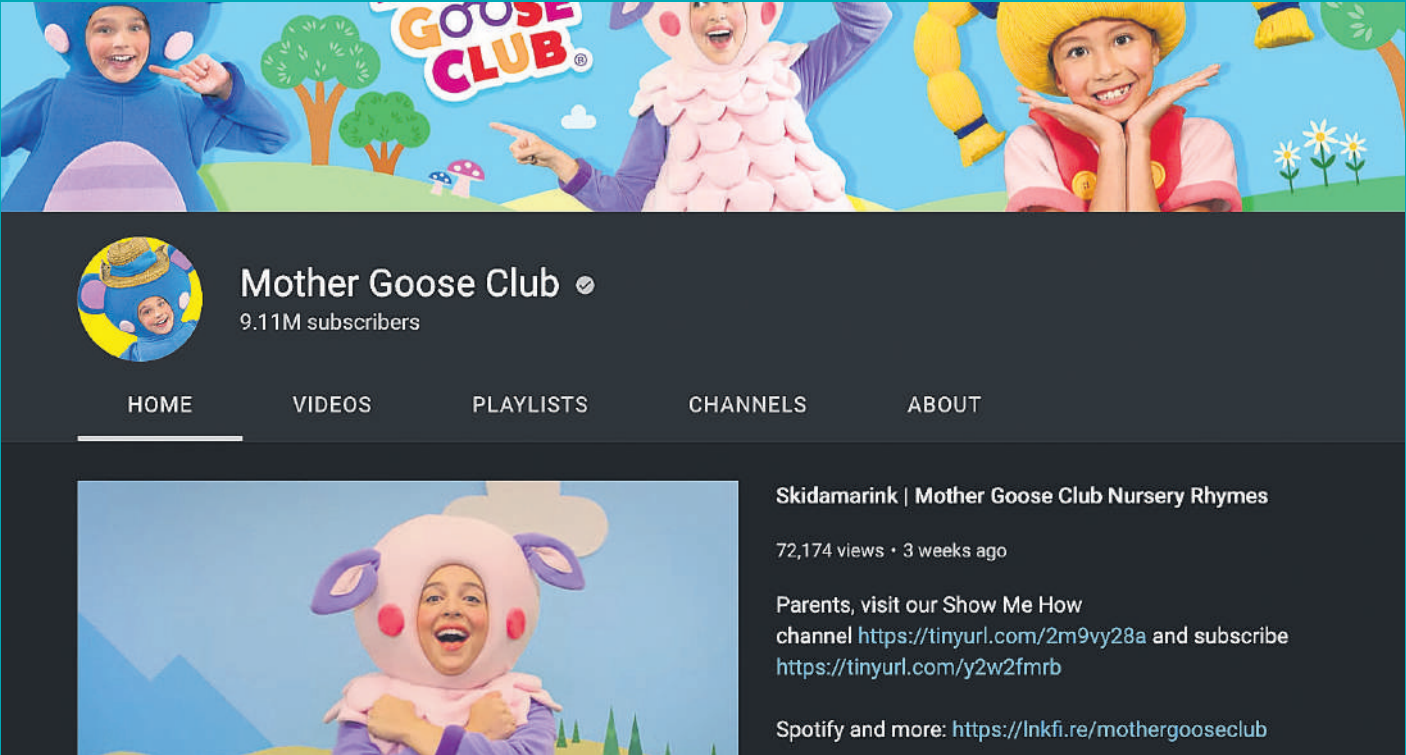 GOOSE
CLUB®
Mother Goose Club
9.11M subscribers
HOME VIDEOS PLAYLISTS CHANNELS ABOUT
Skidamarink | Mother Goose Club Nursery Rhymes
72,174 views • 3 weeks ago
Parents, visit our Show Me How
channel https://tinyurl.com/2m9vy28a and subscribe
https://tinyurl.com/y2w2fmrb
Spotify and more: https://lnkfi.re/mothergooseclub